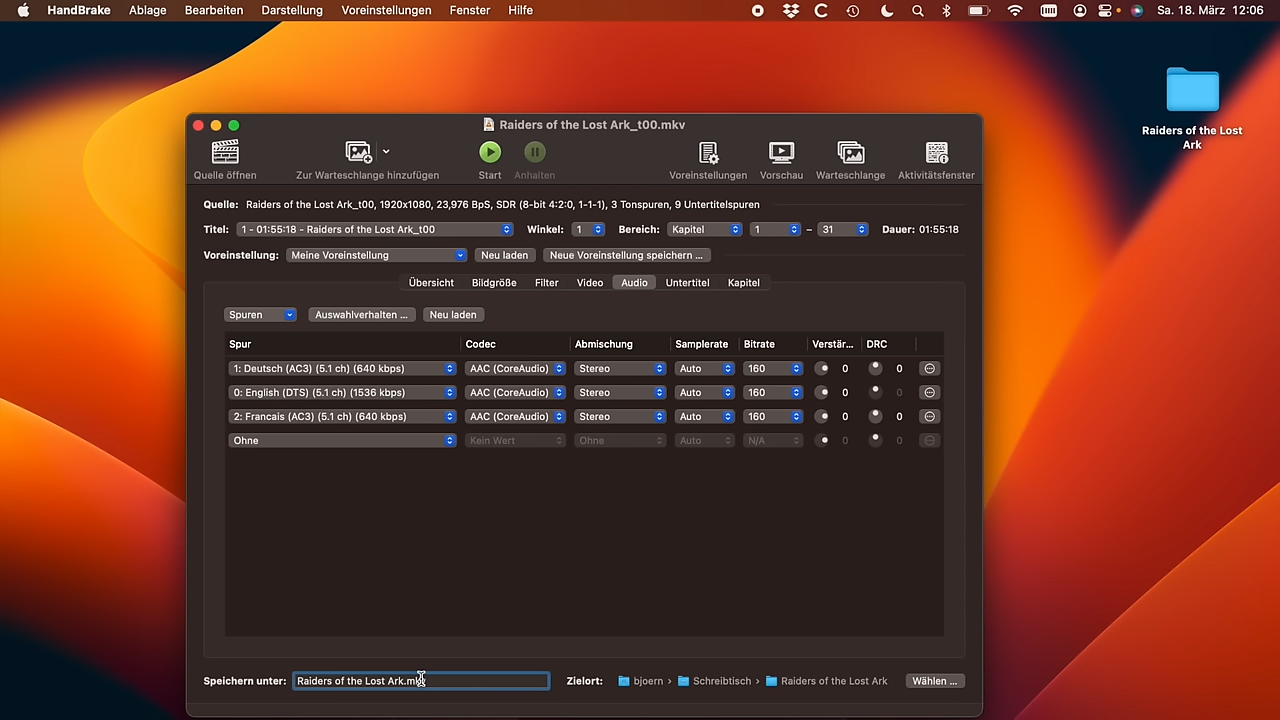 HandBrake Ablage Bearbeiten Darstellung Voreinstellungen Fenster Hilfe Sa. 18. März 12:06
Raiders of the Lost Ark_t00.mkv
Raiders of the Lost
Ark
Quelle öffnen Zur Warteschlange hinzufügen Start Anhalten Voreinstellungen Vorschau Warteschlange Aktivitätsfenster
Quelle: Raiders of the Lost Ark_t00, 1920x1080, 23,976 BpS, SDR (8-bit 4:2:0, 1-1-1), 3 Tonspuren, 9 Untertitelspuren
Titel: 1 - 01:55:18 - Raiders of the Lost Ark_t00 Winkel: 1 Bereich: Kapitel 1 – 31 Dauer: 01:55:18
Voreinstellung: Meine Voreinstellung Neu laden Neue Voreinstellung speichern ...
Übersicht Bildgröße Filter Video Audio Untertitel Kapitel
Spuren Auswahlverhalten ... Neu laden
Spur Codec Abmischung Samplerate Bitrate Verstär... DRC
1: Deutsch (AC3) (5.1 ch) (640 kbps) AAC (CoreAudio) Stereo Auto 160 0 0
0: English (DTS) (5.1 ch) (1536 kbps) AAC (CoreAudio) Stereo Auto 160 0 0
2: Francais (AC3) (5.1 ch) (640 kbps) AAC (CoreAudio) Stereo Auto 160 0 0
Ohne Kein Wert Ohne Auto N/A 0 0
Speichern unter: Raiders of the Lost Ark.mkv Zielort: bjoern › Schreibtisch › Raiders of the Lost Ark Wählen ...